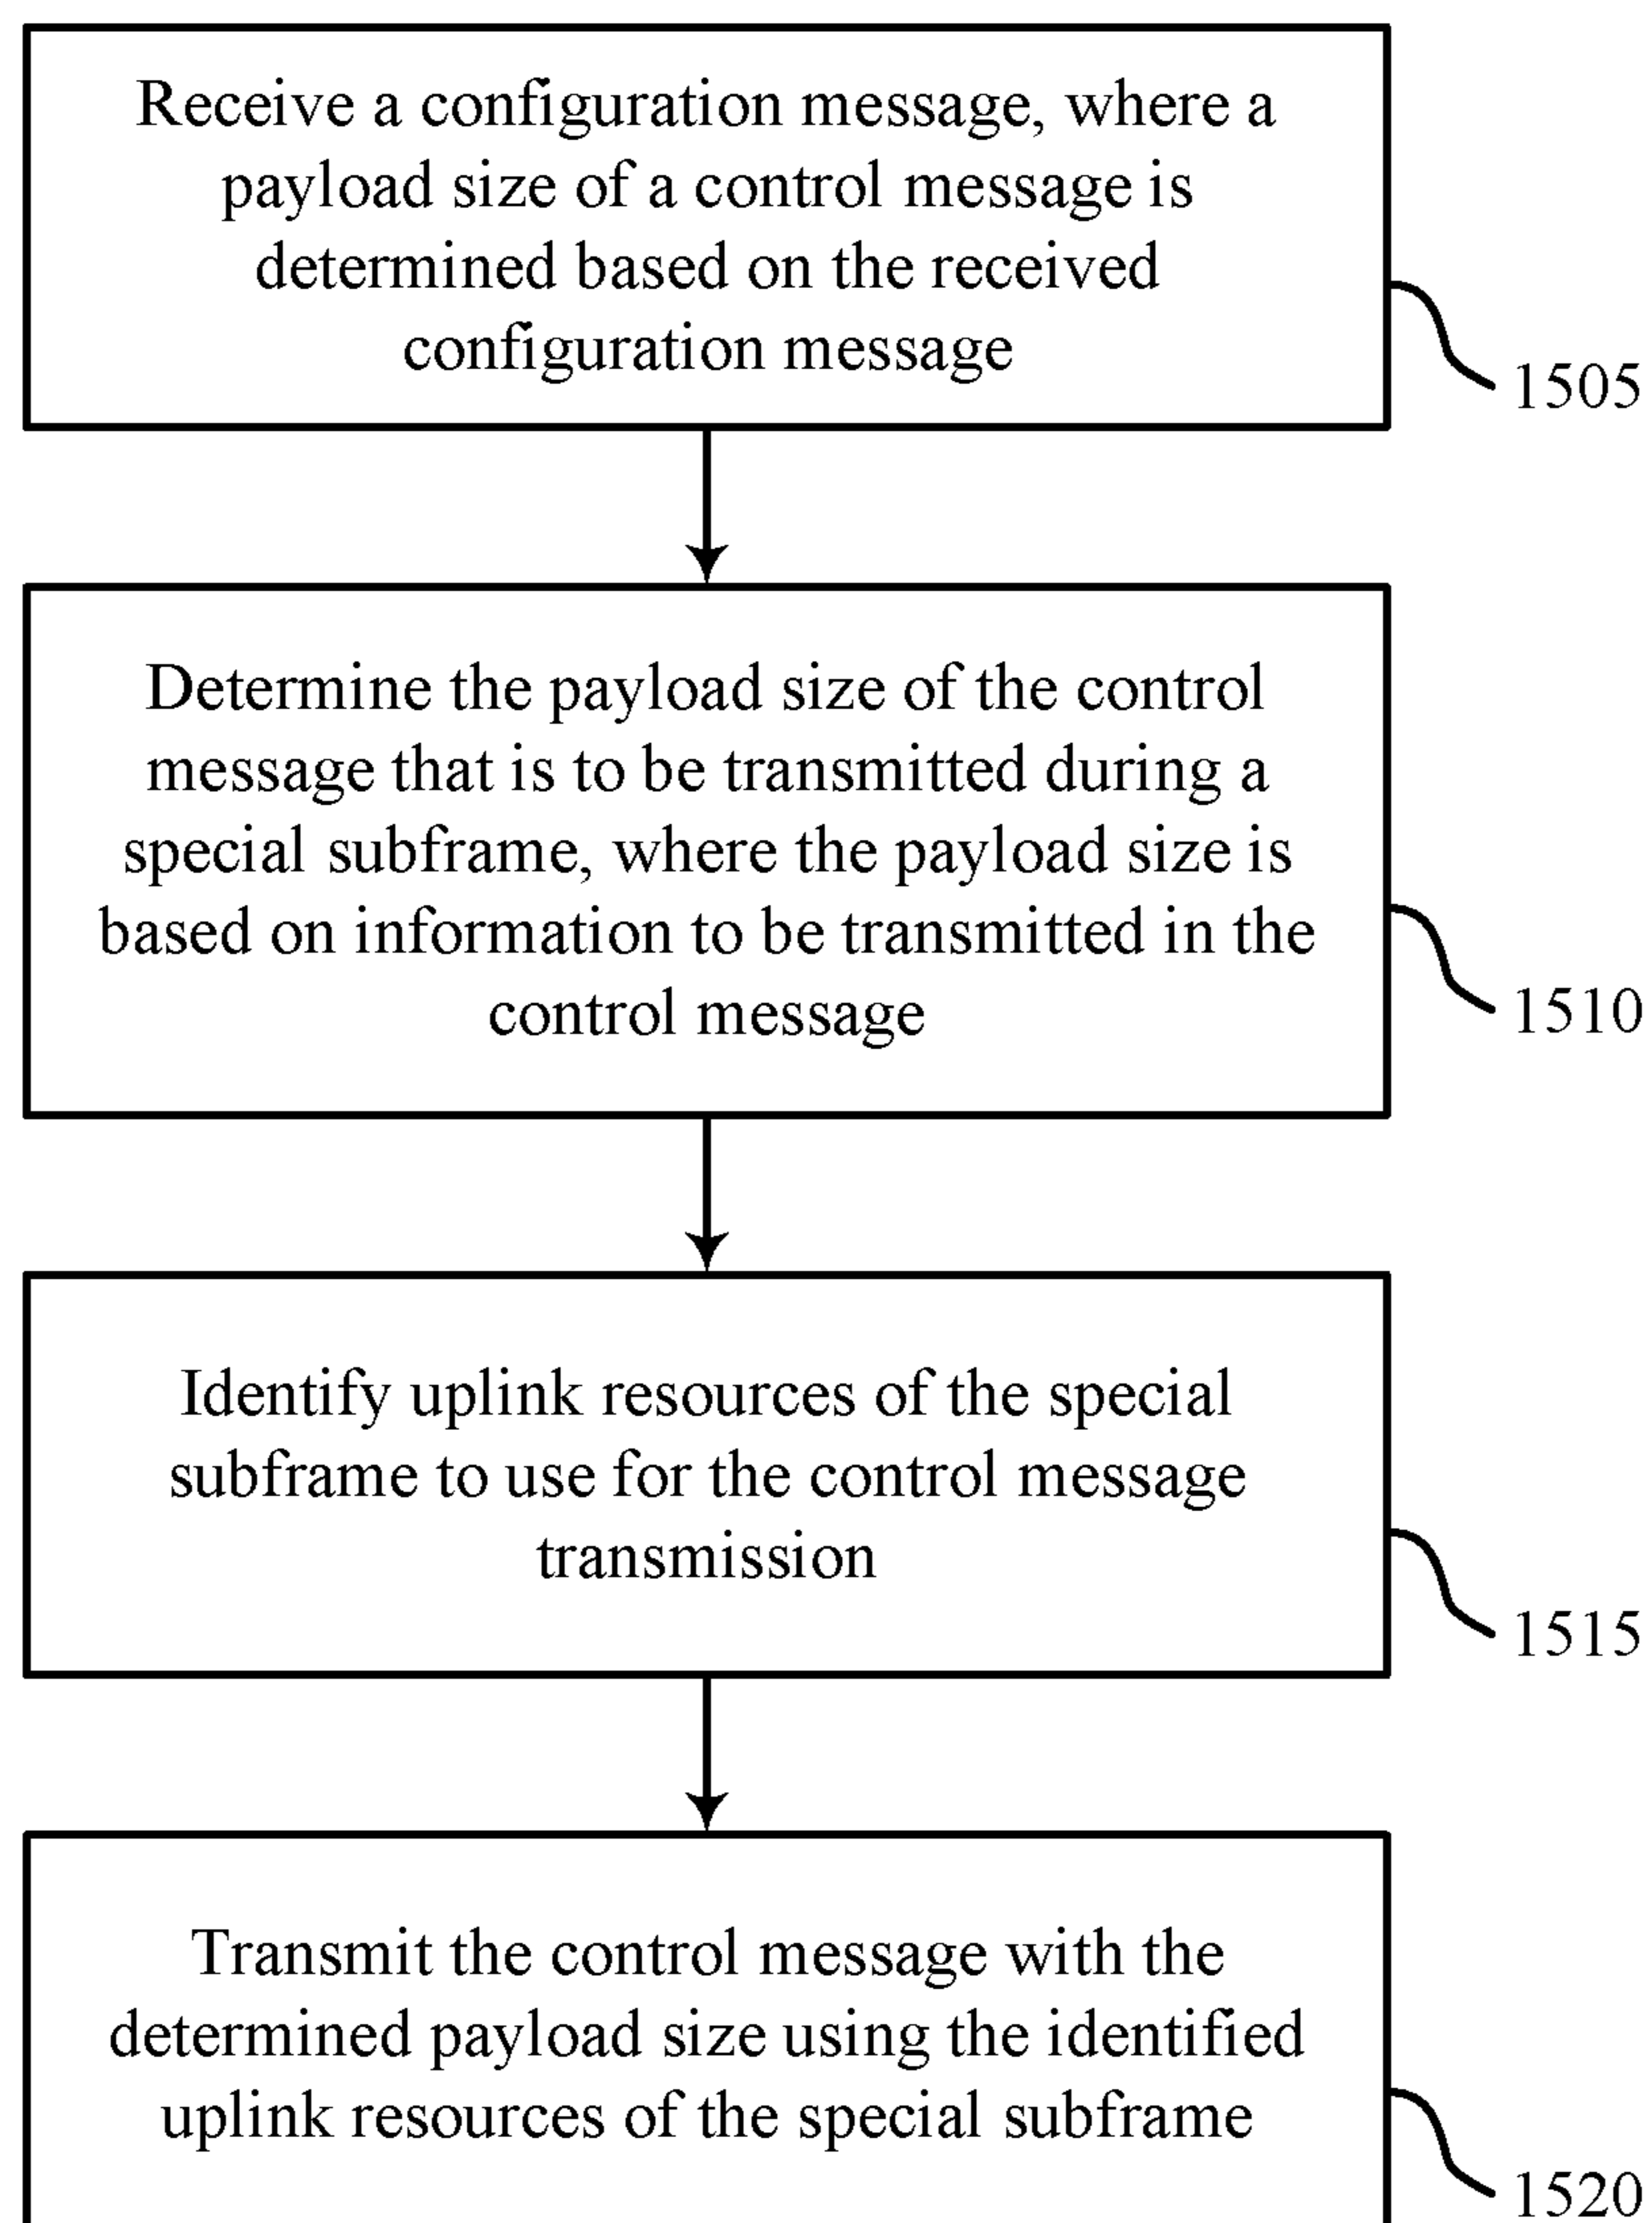 Receive a configuration message, where a
payload size of a control message is
determined based on the received
configuration message
1505
Determine the payload size of the control
message that is to be transmitted during a
special subframe, where the payload size is
based on information to be transmitted in the
control message
1510
Identify uplink resources of the special
subframe to use for the control message
transmission
1515
Transmit the control message with the
determined payload size using the identified
uplink resources of the special subframe
1520